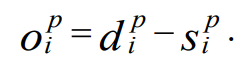 $o_i^p = d_i^p - s_i^p.$